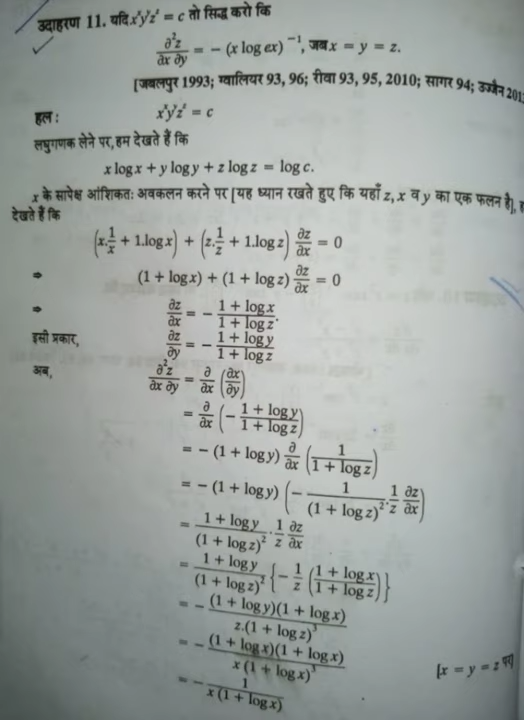 उदाहरण 11. यदि xˣyʸzᶻ = c तो सिद्ध करो कि
∂²z/∂x ∂y = − (x log ex)⁻¹, जब x = y = z.
[जबलपुर 1993; ग्वालियर 93, 96; रीवा 93, 95, 2010; सागर 94; उज्जैन 201
हल : xˣyʸzᶻ = c
लघुगणक लेने पर, हम देखते हैं कि
x log x + y log y + z log z = log c.
x के सापेक्ष आंशिकतः अवकलन करने पर [यह ध्यान रखते हुए कि यहाँ z, x व y का एक फलन है],
देखते हैं कि
(x.1/x + 1.log x) + (z.1/z + 1.log z) ∂z/∂x = 0
⇒ (1 + log x) + (1 + log z) ∂z/∂x = 0
⇒ ∂z/∂x = − (1 + log x)/(1 + log z).
इसी प्रकार, ∂z/∂y = − (1 + log y)/(1 + log z)
अब, ∂²z/∂x ∂y = ∂/∂x (∂x/∂y)
= ∂/∂x (− (1 + log y)/(1 + log z))
= − (1 + log y) ∂/∂x (1/(1 + log z))
= − (1 + log y) (− 1/(1 + log z)² . 1/z ∂z/∂x)
= (1 + log y)/(1 + log z)² . 1/z ∂z/∂x
= (1 + log y)/(1 + log z)² {− 1/z ((1 + log x)/(1 + log z))}
= − (1 + log y)(1 + log x)/z.(1 + log z)³
= − (1 + log x)(1 + log x)/x (1 + log x)³ [x = y = z पर]
= − 1/x (1 + log x)